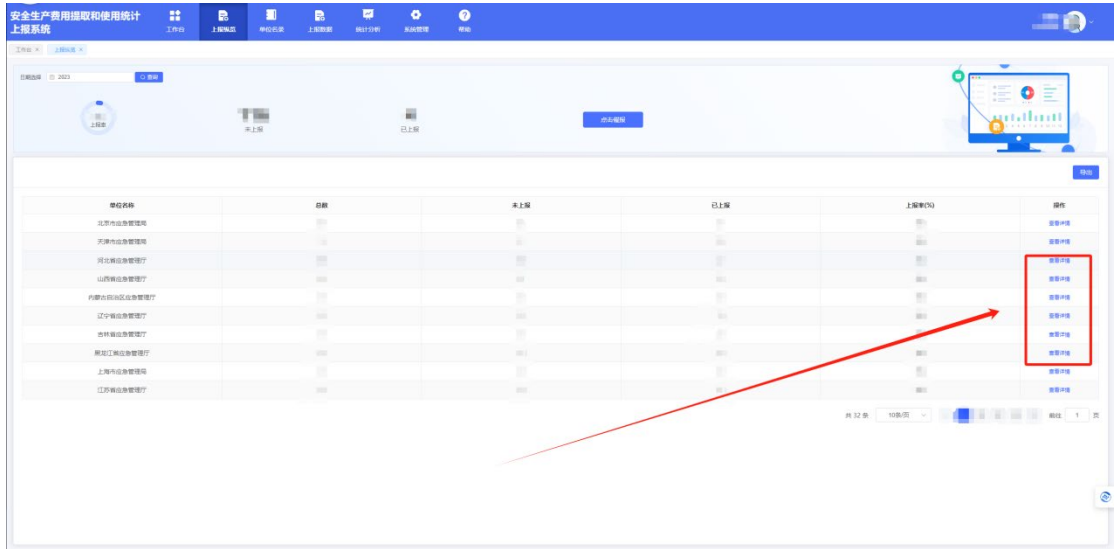 安全生产费用提取和使用统计
上报系统
工作台 上报纵览 单位名录 上报数据 统计分析 系统管理 帮助
工作台 × 上报纵览 ×
日期选择 2023 查询
上报率 未上报 已上报 点击催报
导出
单位名称 总数 未上报 已上报 上报率(%) 操作
北京市应急管理局 查看详情
天津市应急管理局 查看详情
河北省应急管理厅 查看详情
山西省应急管理厅 查看详情
内蒙古自治区应急管理厅 查看详情
辽宁省应急管理厅 查看详情
吉林省应急管理厅 查看详情
黑龙江省应急管理厅 查看详情
上海市应急管理局 查看详情
江苏省应急管理厅 查看详情
共 32 条 10条/页 前往 1 页